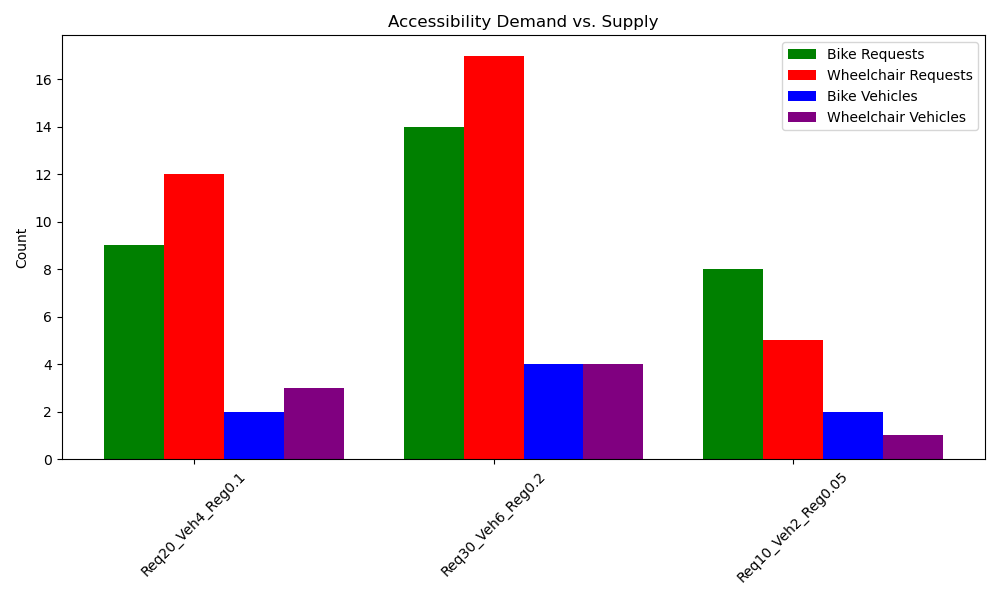 Accessibility Demand vs. Supply
Bike Requests
Wheelchair Requests
Bike Vehicles
Wheelchair Vehicles
Count
16
14
12
10
8
6
4
2
0
Req20_Veh4_Reg0.1
Req30_Veh6_Reg0.2
Req10_Veh2_Reg0.05